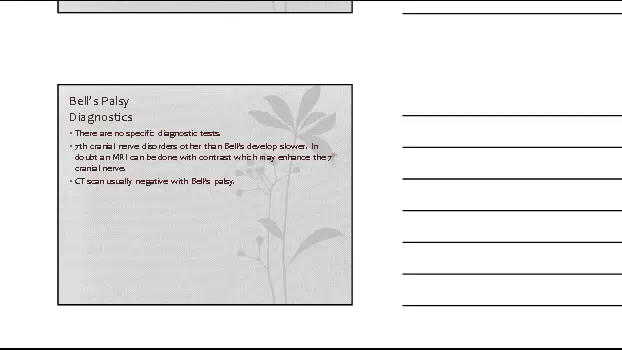 Bell's Palsy
Diagnostics
• There are no specific diagnostic tests.
• 7th cranial nerve disorders other than Bell's develop slower. In
doubt an MRI can be done with contrast which may enhance the 7th
cranial nerve.
• CT scan usually negative with Bell's palsy.